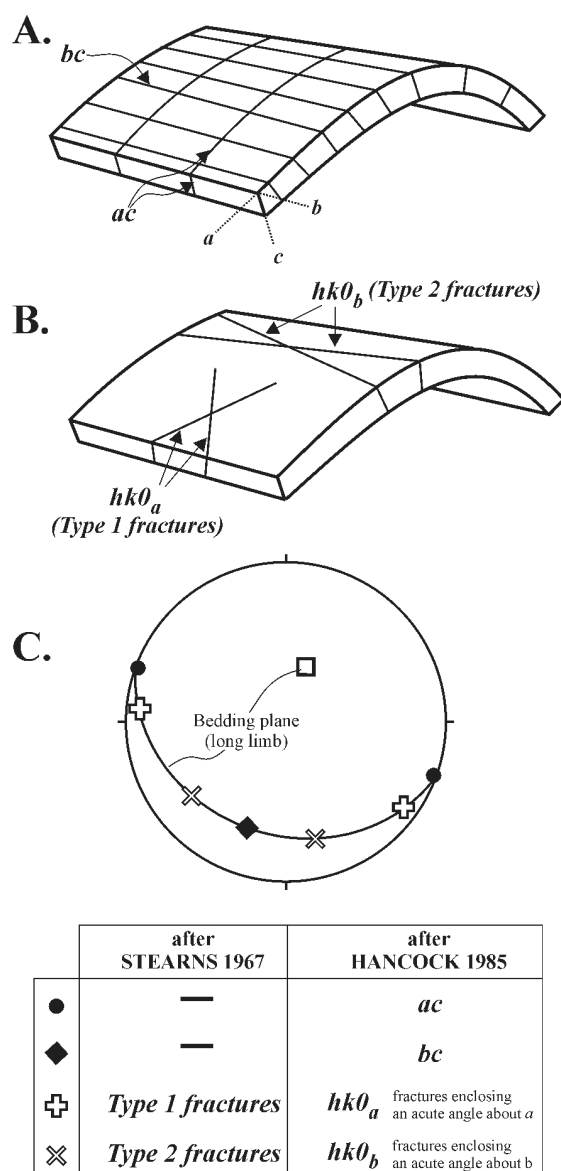 A.
bc
ac
a
b
c
hk0b (Type 2 fractures)
B.
hk0a
(Type 1 fractures)
C.
Bedding plane
(long limb)
after
STEARNS 1967
after
HANCOCK 1985
—
ac
—
bc
Type 1 fractures
hk0a fractures enclosing
an acute angle about a
Type 2 fractures
hk0b fractures enclosing
an acute angle about b